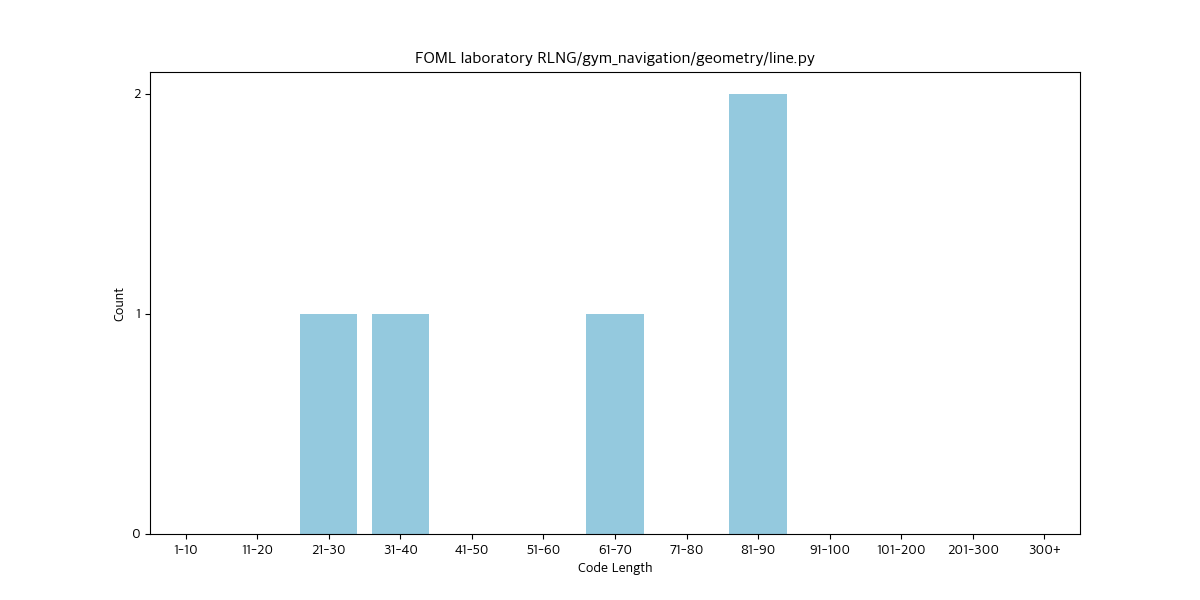 FOML laboratory RLNG/gym_navigation/geometry/line.py
Count
2
1
0
1-10 11-20 21-30 31-40 41-50 51-60 61-70 71-80 81-90 91-100 101-200 201-300 300+
Code Length